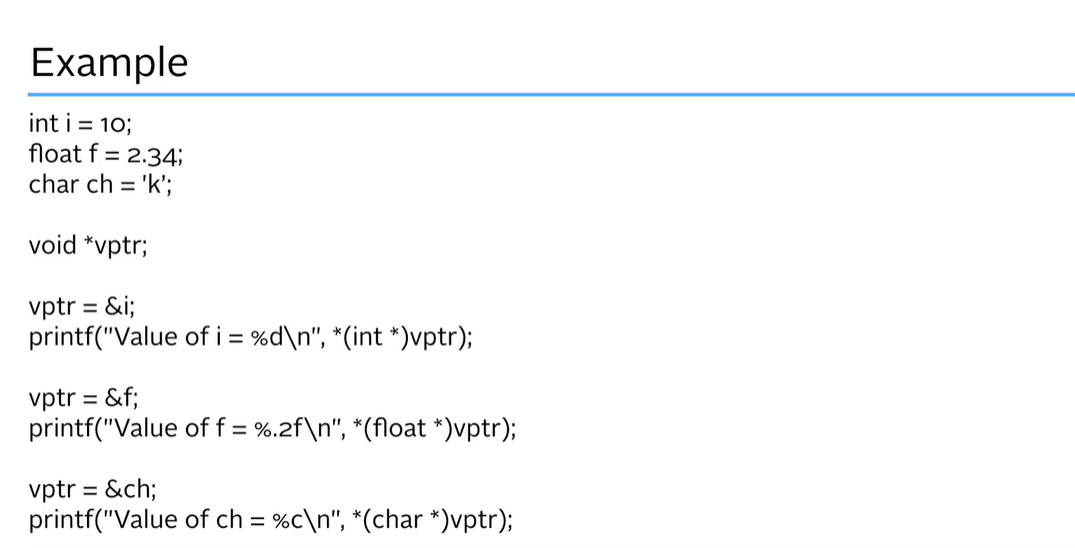 Example
int i = 10;
float f = 2.34;
char ch = 'k’;
void *vptr;
vptr = &i;
printf("Value of i = %d\n", *(int *)vptr);
vptr = &f;
printf("Value of f = %.2f\n", *(float *)vptr);
vptr = &ch;
printf("Value of ch = %c\n", *(char *)vptr);